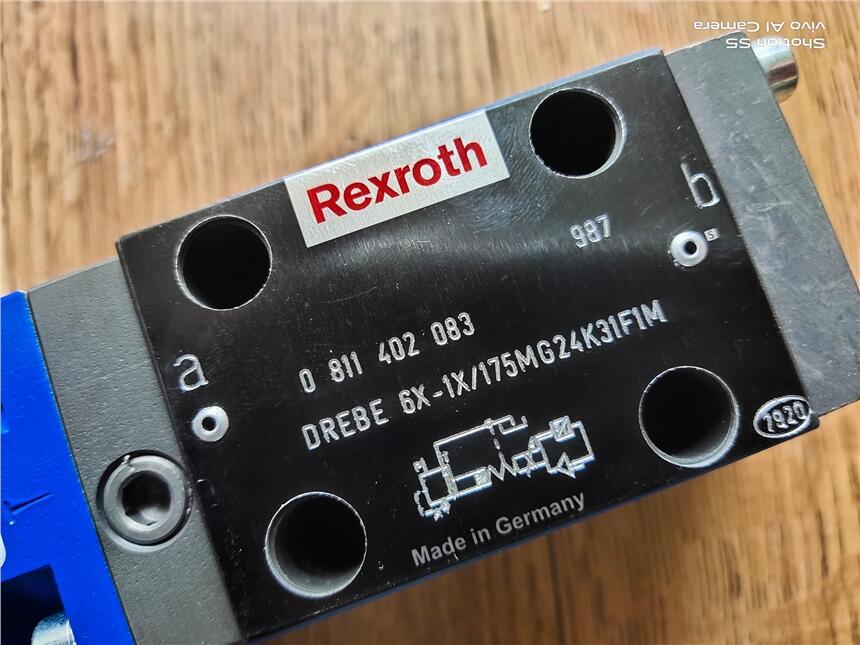 Shot on S5
vivo AI Camera
Rexroth
b
987
a
0 811 402 083
DREBE 6X-1X/175MG24K31F1M
7920
Made in Germany